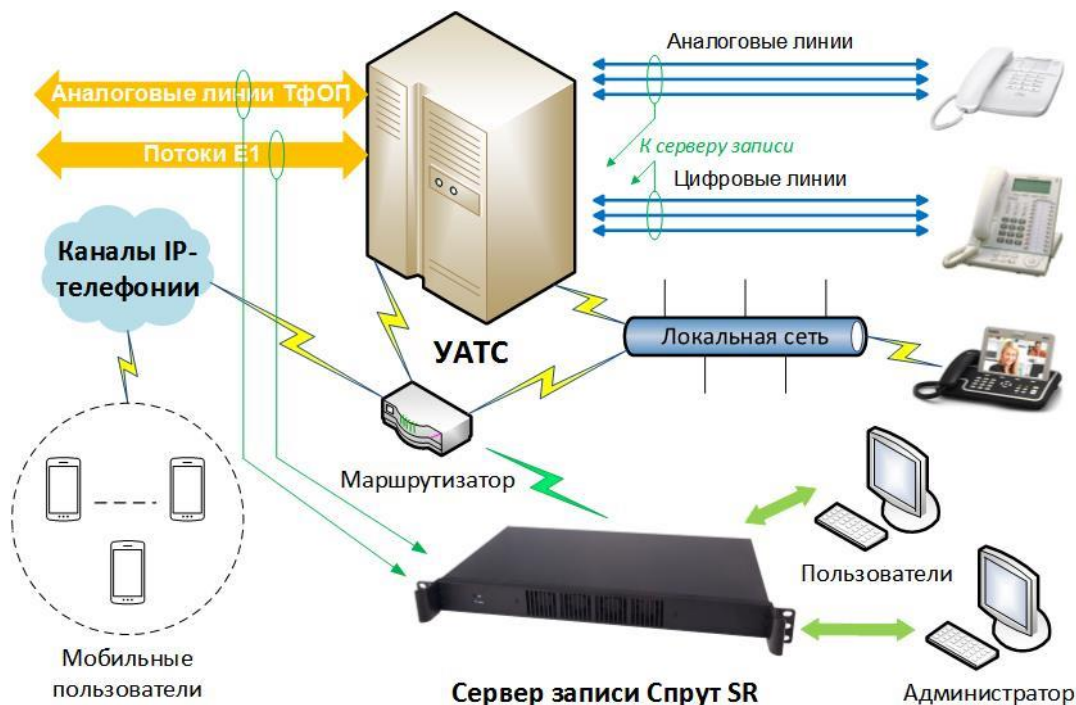 Аналоговые линии
Аналоговые линии ТфОП
К серверу записи
Потоки Е1
Цифровые линии
Каналы IP-
телефонии
УАТС
Локальная сеть
Маршрутизатор
Пользователи
Мобильные
пользователи
Сервер записи Спрут SR
Администратор